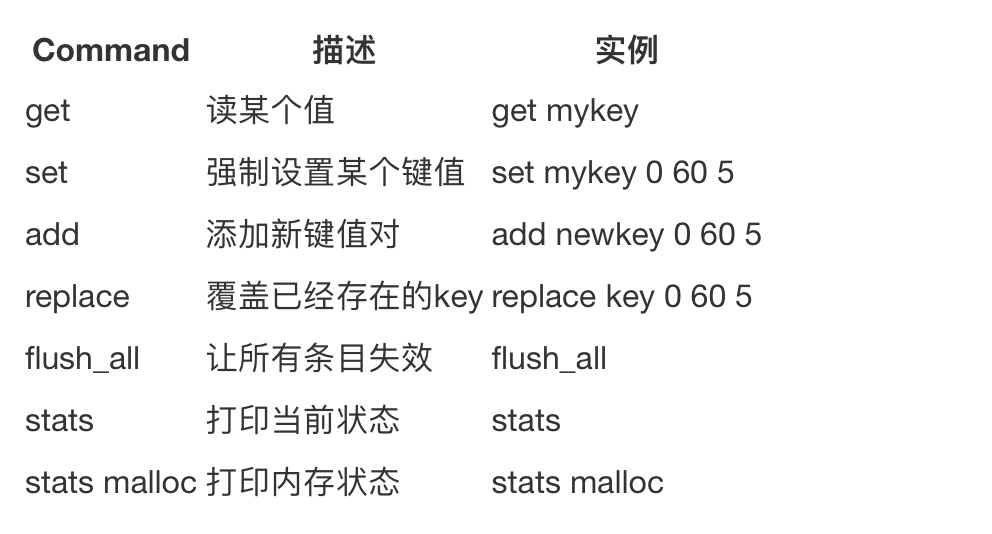 Command 描述 实例
get 读某个值 get mykey
set 强制设置某个键值 set mykey 0 60 5
add 添加新键值对 add newkey 0 60 5
replace 覆盖已经存在的key replace key 0 60 5
flush_all 让所有条目失效 flush_all
stats 打印当前状态 stats
stats malloc 打印内存状态 stats malloc